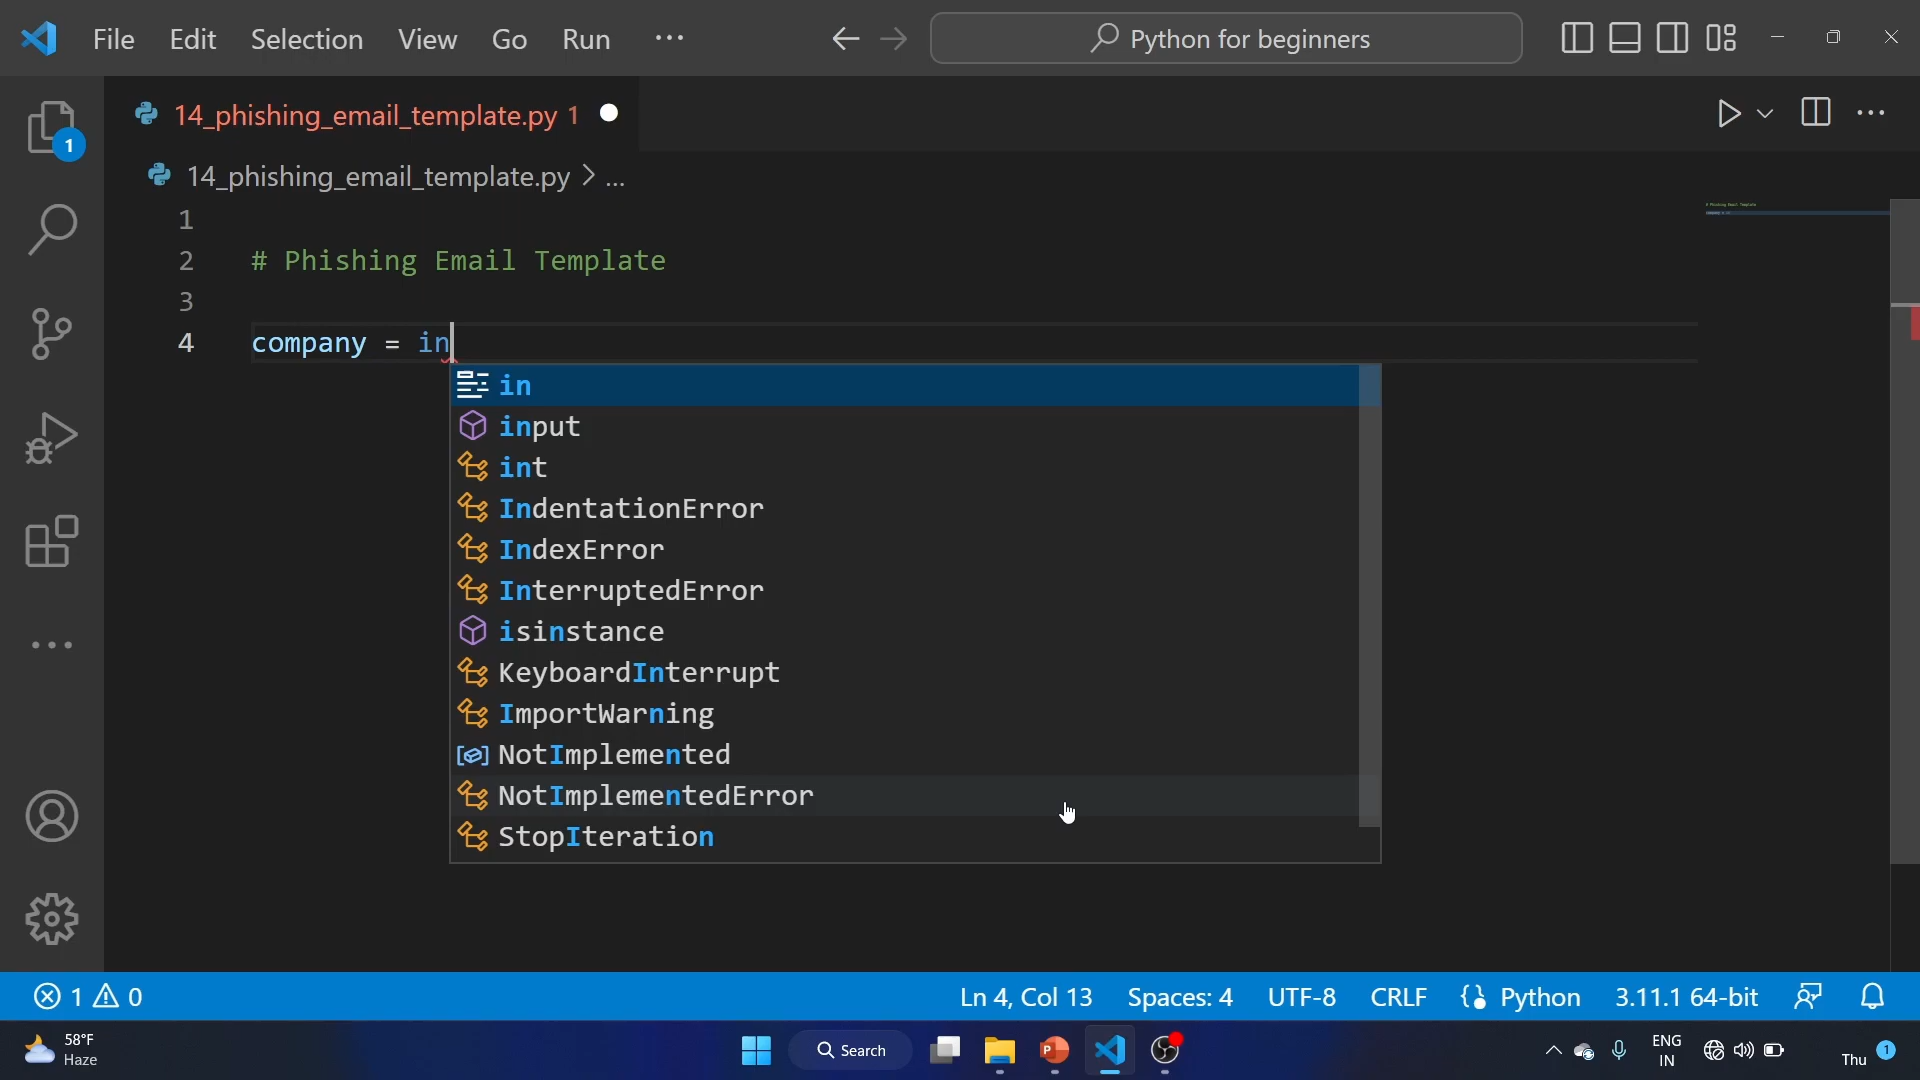 File Edit Selection View Go Run ... Python for beginners
14_phishing_email_template.py 1
1
14_phishing_email_template.py > ...
1
2 # Phishing Email Template
3
4 company = in
in
input
int
IndentationError
IndexError
InterruptedError
isinstance
KeyboardInterrupt
ImportWarning
NotImplemented
NotImplementedError
StopIteration
1 0 Ln 4, Col 13 Spaces: 4 UTF-8 CRLF Python 3.11.1 64-bit
58°F
Haze
Search
ENG
IN
Thu 1